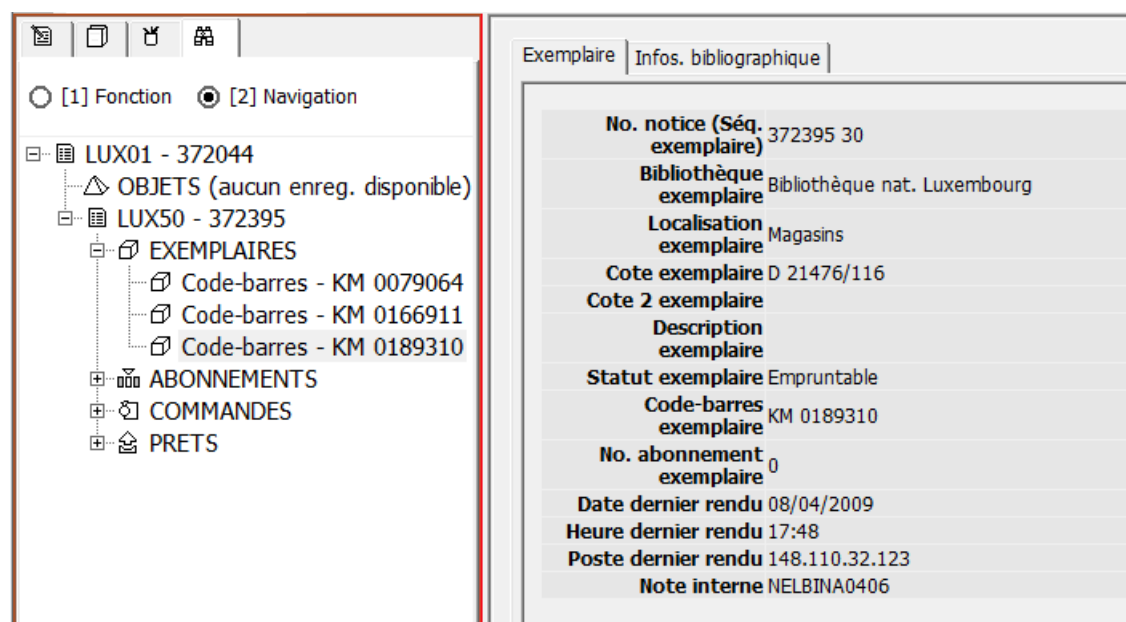 [1] Fonction [2] Navigation
LUX01 - 372044
OBJETS (aucun enreg. disponible)
LUX50 - 372395
EXEMPLAIRES
Code-barres - KM 0079064
Code-barres - KM 0166911
Code-barres - KM 0189310
ABONNEMENTS
COMMANDES
PRETS
Exemplaire Infos. bibliographique
No. notice (Séq.
exemplaire) 372395 30
Bibliothèque
exemplaire Bibliothèque nat. Luxembourg
Localisation
exemplaire Magasins
Cote exemplaire D 21476/116
Cote 2 exemplaire
Description
exemplaire
Statut exemplaire Empruntable
Code-barres
exemplaire KM 0189310
No. abonnement
exemplaire 0
Date dernier rendu 08/04/2009
Heure dernier rendu 17:48
Poste dernier rendu 148.110.32.123
Note interne NELBINA0406